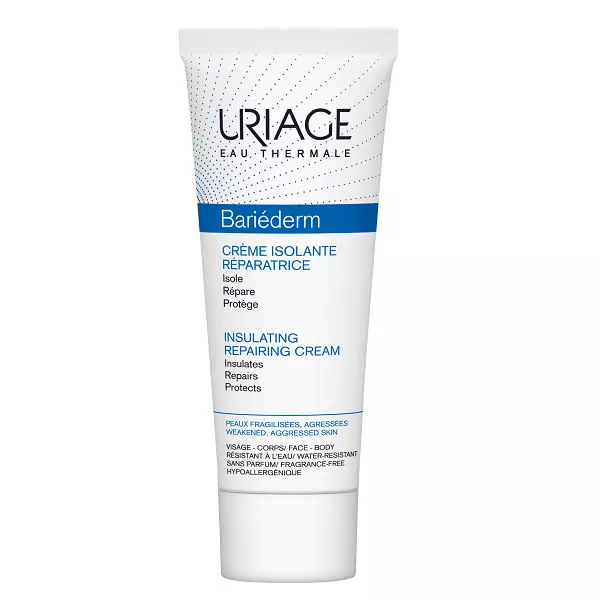 URIAGE
EAU THERMALE
Bariéderm
CRÈME ISOLANTE
RÉPARATRICE
Isole
Répare
Protège
INSULATING
REPAIRING CREAM
Insulates
Repairs
Protects
PEAUX FRAGILISÉES, AGRESSÉES
WEAKENED, AGGRESSED SKIN
VISAGE - CORPS/ FACE - BODY
RÉSISTANT À L'EAU/ WATER-RESISTANT
SANS PARFUM/ FRAGRANCE-FREE
HYPOALLERGÉNIQUE